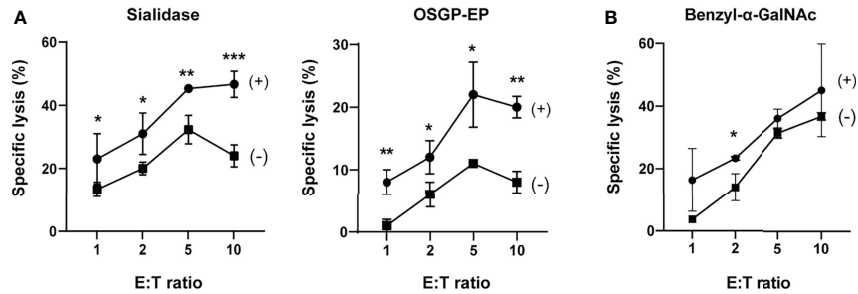 A
Sialidase
Specific lysis (%)
60
40
20
0
*
*
**
***
(+)
(-)
1 2 5 10
E:T ratio
OSGP-EP
Specific lysis (%)
30
20
10
0
**
*
*
**
(+)
(-)
1 2 5 10
E:T ratio
B
Benzyl-α-GalNAc
Specific lysis (%)
60
40
20
0
*
(+)
(-)
1 2 5 10
E:T ratio